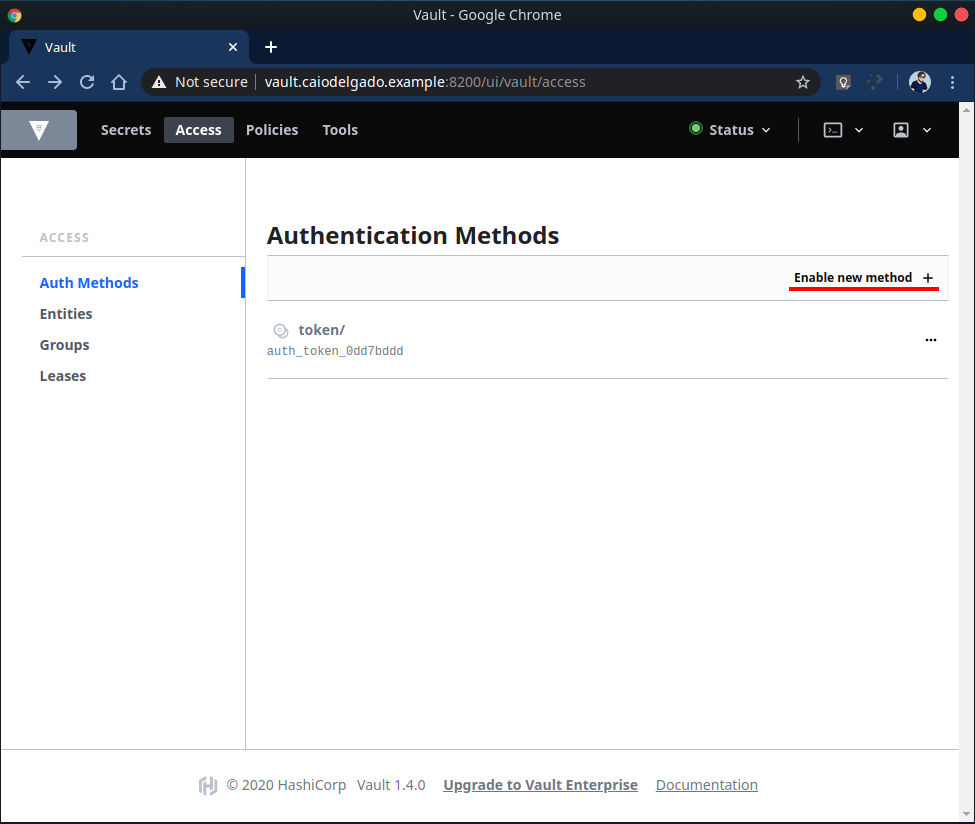 Vault - Google Chrome
Vault
Not secure vault.caiodelgado.example:8200/ui/vault/access
Secrets Access Policies Tools Status
ACCESS
Auth Methods
Entities
Groups
Leases
Authentication Methods
Enable new method +
token/
auth_token_0dd7bddd
© 2020 HashiCorp Vault 1.4.0 Upgrade to Vault Enterprise Documentation